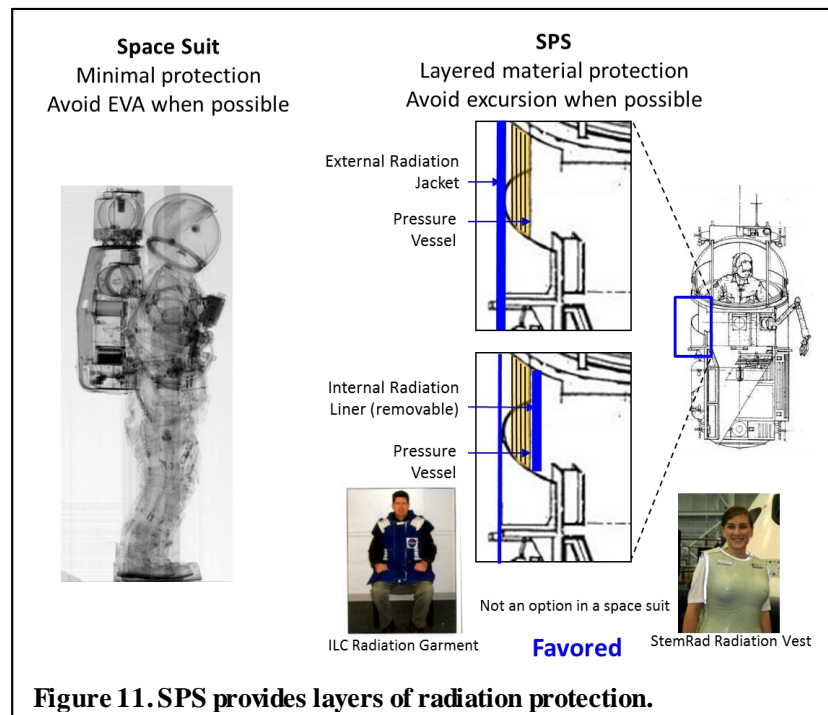 Space Suit
Minimal protection
Avoid EVA when possible
SPS
Layered material protection
Avoid excursion when possible
External Radiation
Jacket
Pressure
Vessel
Internal Radiation
Liner (removable)
Pressure
Vessel
Not an option in a space suit
ILC Radiation Garment
Favored
StemRad Radiation Vest
Figure 11. SPS provides layers of radiation protection.